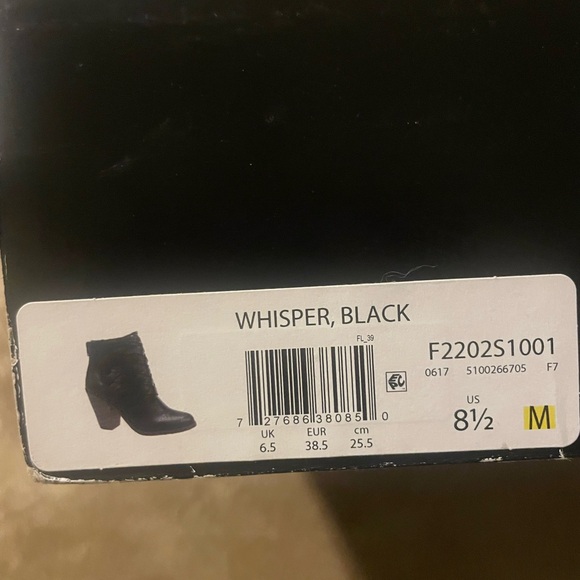 WHISPER, BLACK
FL_39
F2202S1001
0617 5100266705 F7
7 27686 38085 0
UK EUR cm
6.5 38.5 25.5
US
8½ M